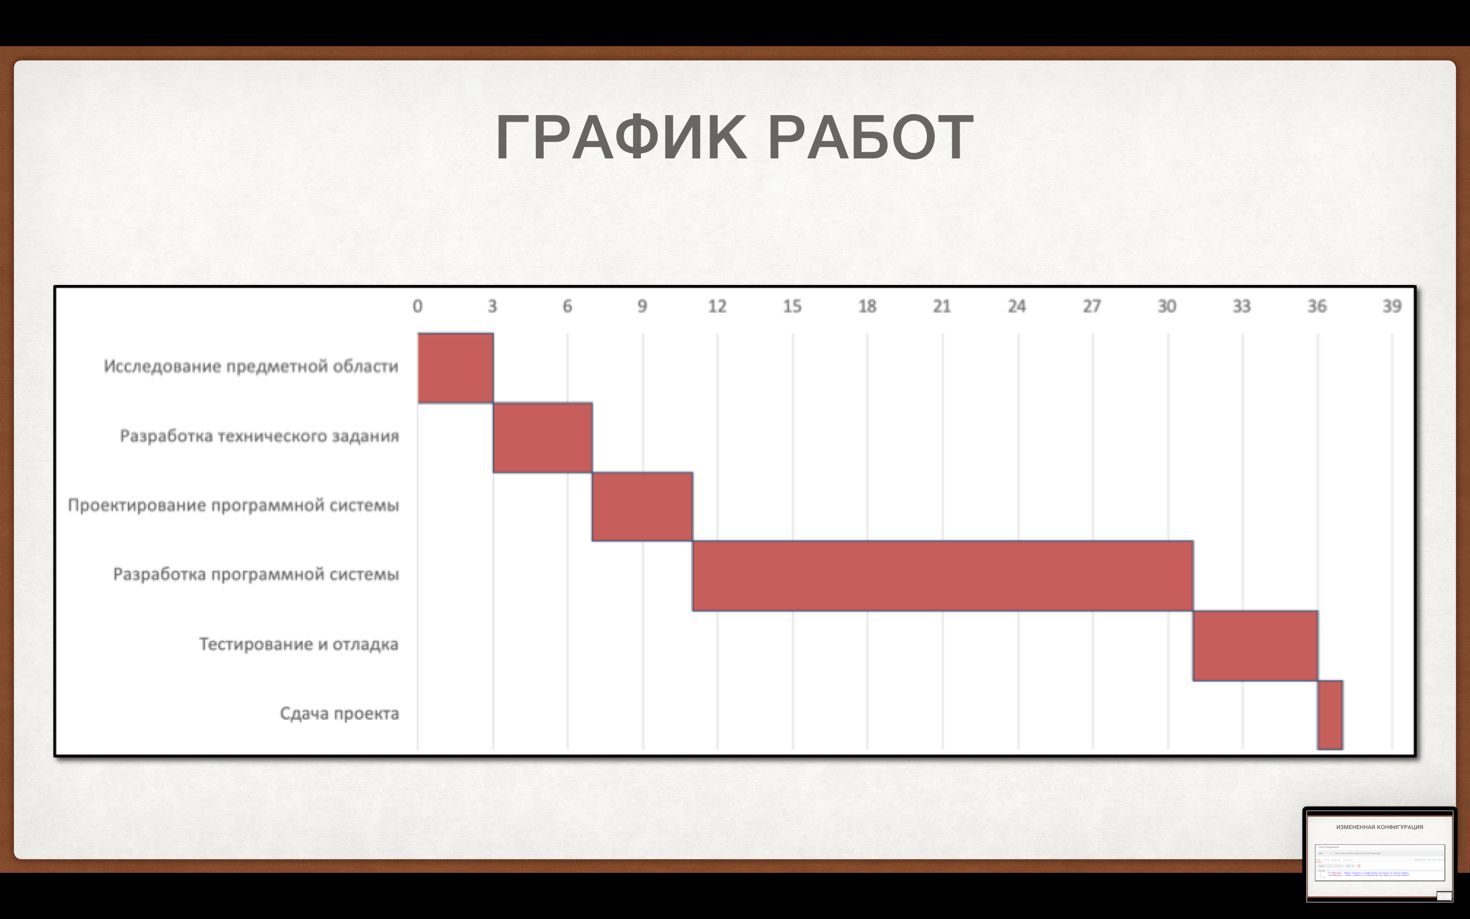 ГРАФИК РАБОТ
0 3 6 9 12 15 18 21 24 27 30 33 36 39
Исследование предметной области
Разработка технического задания
Проектирование программной системы
Разработка программной системы
Тестирование и отладка
Сдача проекта
ИЗМЕНЕННАЯ КОНФИГУРАЦИЯ